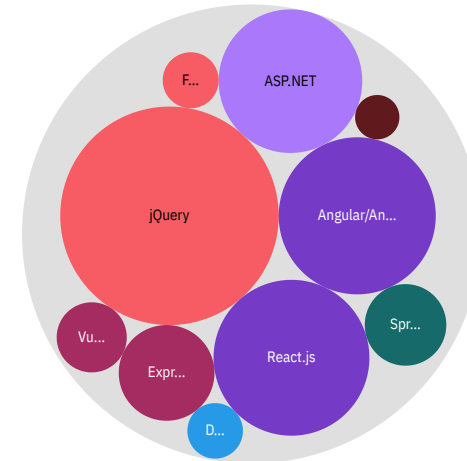 F...
ASP.NET
jQuery
Angular/An...
Spr...
Vu...
React.js
Expr...
D...